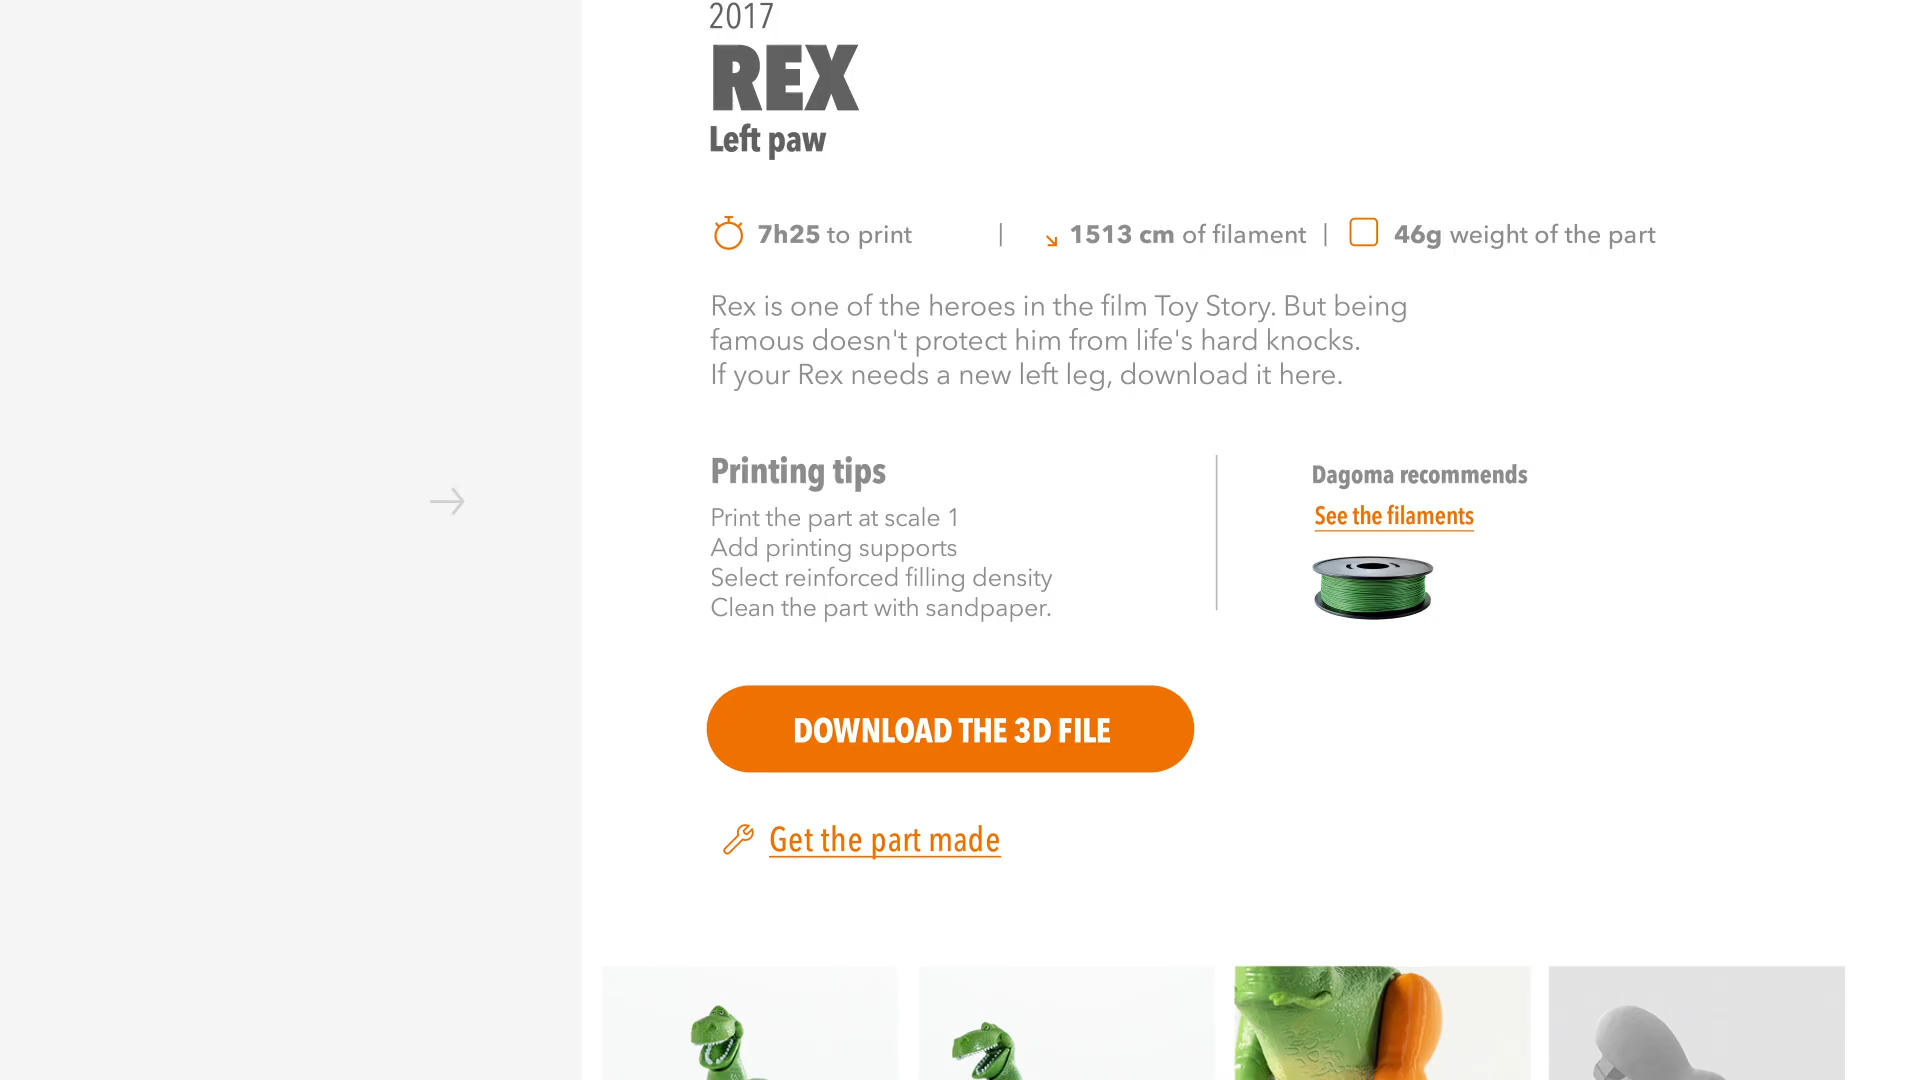 2017
REX
Left paw
7h25 to print | 1513 cm of filament | 46g weight of the part
Rex is one of the heroes in the film Toy Story. But being
famous doesn't protect him from life's hard knocks.
If your Rex needs a new left leg, download it here.
Printing tips
Print the part at scale 1
Add printing supports
Select reinforced filling density
Clean the part with sandpaper.
Dagoma recommends
See the filaments
DOWNLOAD THE 3D FILE
Get the part made